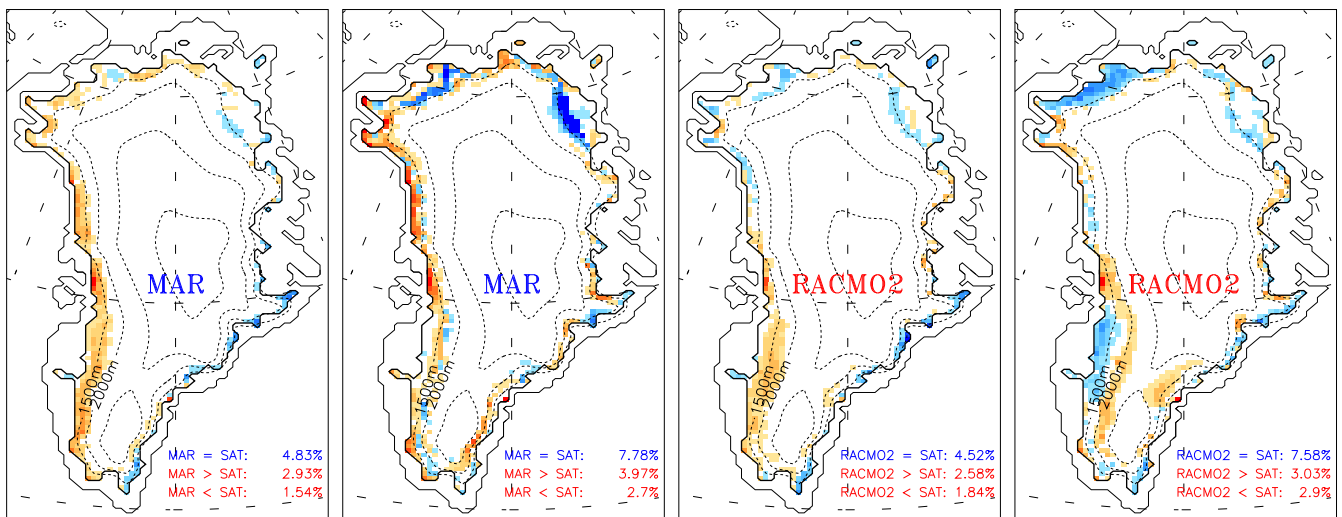 MAR
1500m
2000m
MAR = SAT: 4.83%
MAR > SAT: 2.93%
MAR < SAT: 1.54%
MAR
1500m
2000m
MAR = SAT: 7.78%
MAR > SAT: 3.97%
MAR < SAT: 2.7%
RACMO2
1500m
2000m
RACMO2 = SAT: 4.52%
RACMO2 > SAT: 2.58%
RACMO2 < SAT: 1.84%
RACMO2
1500m
2000m
RACMO2 = SAT: 7.58%
RACMO2 > SAT: 3.03%
RACMO2 < SAT: 2.9%